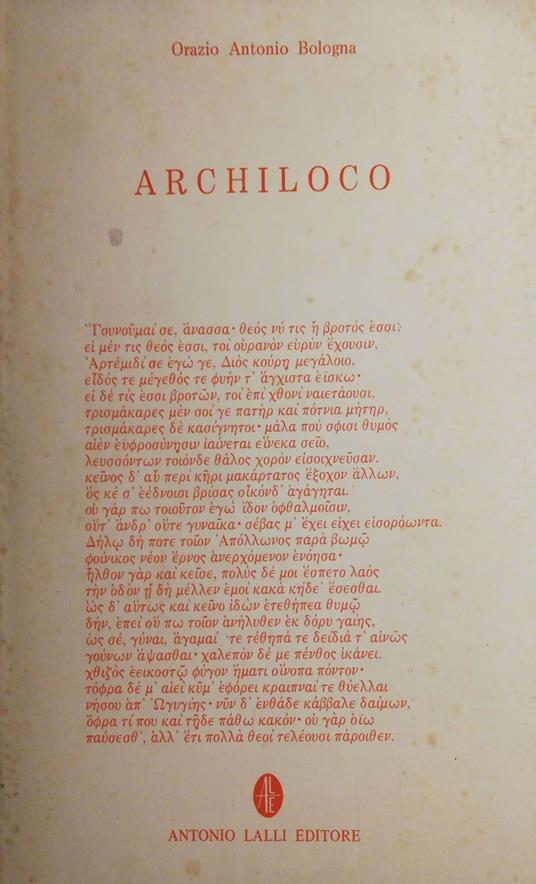 Orazio Antonio Bologna
ARCHILOCO
"Γουνοῦμαί σε, ἄνασσα· θεός νύ τις ἦ βροτός ἐσσι;
εἰ μέν τις θεός ἐσσι, τοὶ οὐρανὸν εὐρὺν ἔχουσιν,
Ἀρτέμιδί σε ἐγώ γε, Διὸς κούρῃ μεγάλοιο,
εἶδός τε μέγεθός τε φυήν τ' ἄγχιστα ἐΐσκω·
εἰ δέ τίς ἐσσι βροτῶν, τοὶ ἐπὶ χθονὶ ναιετάουσι,
τρισμάκαρες μὲν σοί γε πατὴρ καὶ πότνια μήτηρ,
τρισμάκαρες δὲ κασίγνητοι· μάλα πού σφισι θυμὸς
αἰὲν ἐϋφροσύνῃσιν ἰαίνεται εἵνεκα σεῖο,
λευσσόντων τοιόνδε θάλος χορὸν εἰσοιχνεῦσαν.
κεῖνος δ' αὖ περὶ κῆρι μακάρτατος ἔξοχον ἄλλων,
ὅς κέ σ' ἐέδνοισι βρίσας οἶκόνδ' ἀγάγηται.
οὐ γάρ πω τοιοῦτον ἐγὼ ἴδον ὀφθαλμοῖσιν,
οὔτ' ἄνδρ' οὔτε γυναῖκα· σέβας μ' ἔχει εἰχει εἰσορόωντα.
Δήλῳ δή ποτε τοῖον Ἀπόλλωνος παρὰ βωμῷ
φοίνικος νέον ἔρνος ἀνερχόμενον ἐνόησα·
ἦλθον γὰρ καὶ κεῖσε, πολὺς δέ μοι ἕσπετο λαὸς
τὴν ὁδὸν ᾗ δὴ μέλλεν ἐμοὶ κακὰ κήδε' ἔσεσθαι.
ὣς δ' αὔτως καὶ κεῖνο ἰδὼν ἐτεθήπεα θυμῷ
δήν, ἐπεὶ οὔ πω τοῖον ἀνήλυθεν ἐκ δόρυ γαίης,
ὡς σέ, γύναι, ἄγαμαί τε τέθηπά τε δείδιά τ' αἰνῶς
γούνων ἅψασθαι· χαλεπὸν δέ με πένθος ἱκάνει.
χθιζὸς ἐεικοστῷ φύγον ἤματι οἴνοπα πόντον·
τόφρα δέ μ' αἰεὶ κῦμ' ἐφόρει κραιπναί τε θύελλαι
νήσου ἀπ' Ὠγυγίης· νῦν δ' ἐνθάδε κάββαλε δαίμων,
ὄφρα τί που καὶ τῇδε πάθω κακόν· οὐ γὰρ ὀΐω
παύσεσθ', ἀλλ' ἔτι πολλὰ θεοὶ τελέουσι πάροιθεν.
ALE
ANTONIO LALLI EDITORE